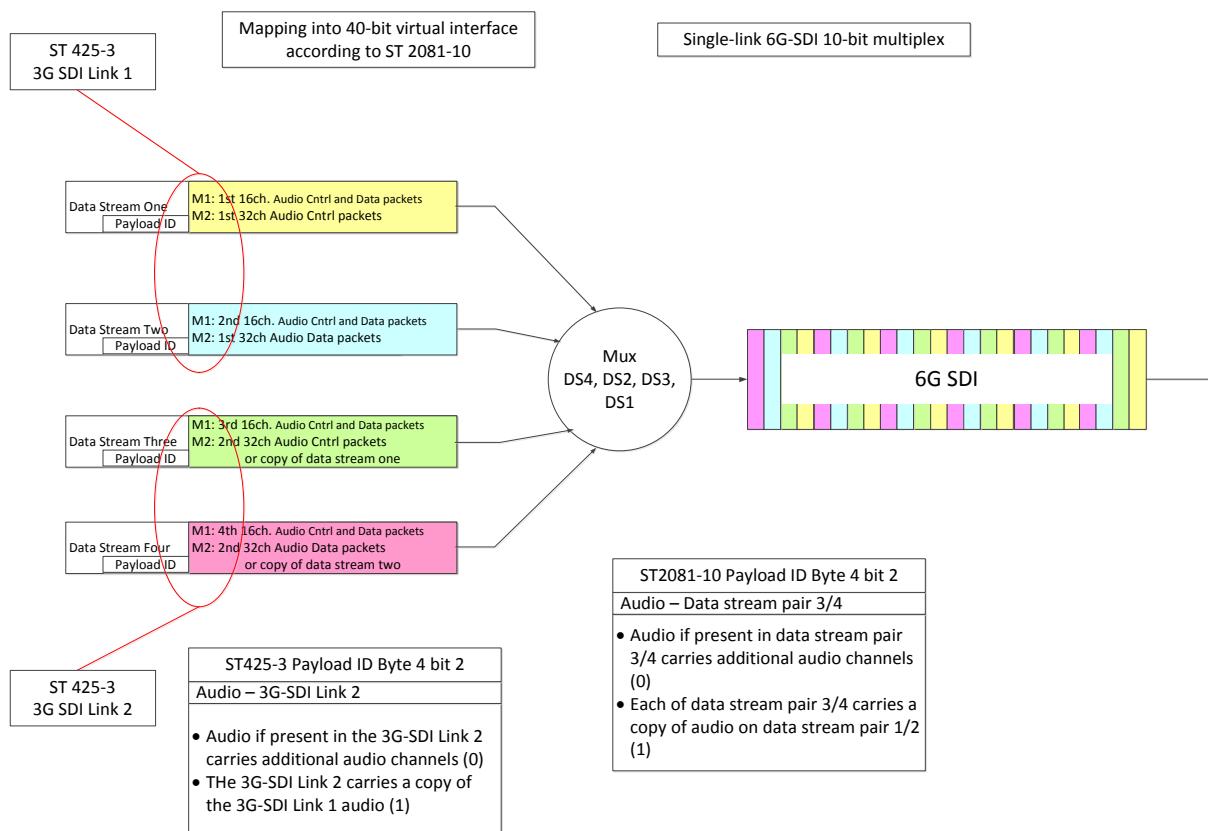 Mapping into 40-bit virtual interface
according to ST 2081-10
Single-link 6G-SDI 10-bit multiplex
ST 425-3
3G SDI Link 1
Data Stream One
Payload ID
M1: 1st 16ch. Audio Cntrl and Data packets
M2: 1st 32ch Audio Cntrl packets
Data Stream Two
Payload ID
M1: 2nd 16ch. Audio Cntrl and Data packets
M2: 1st 32ch Audio Data packets
Data Stream Three
Payload ID
M1: 3rd 16ch. Audio Cntrl and Data packets
M2: 2nd 32ch Audio Cntrl packets
or copy of data stream one
Data Stream Four
Payload ID
M1: 4th 16ch. Audio Cntrl and Data packets
M2: 2nd 32ch Audio Data packets
or copy of data stream two
Mux
DS4, DS2, DS3,
DS1
6G SDI
ST 425-3
3G SDI Link 2
ST425-3 Payload ID Byte 4 bit 2
Audio – 3G-SDI Link 2
• Audio if present in the 3G-SDI Link 2
carries additional audio channels (0)
• THe 3G-SDI Link 2 carries a copy of
the 3G-SDI Link 1 audio (1)
ST2081-10 Payload ID Byte 4 bit 2
Audio – Data stream pair 3/4
• Audio if present in data stream pair
3/4 carries additional audio channels
(0)
• Each of data stream pair 3/4 carries a
copy of audio on data stream pair 1/2
(1)